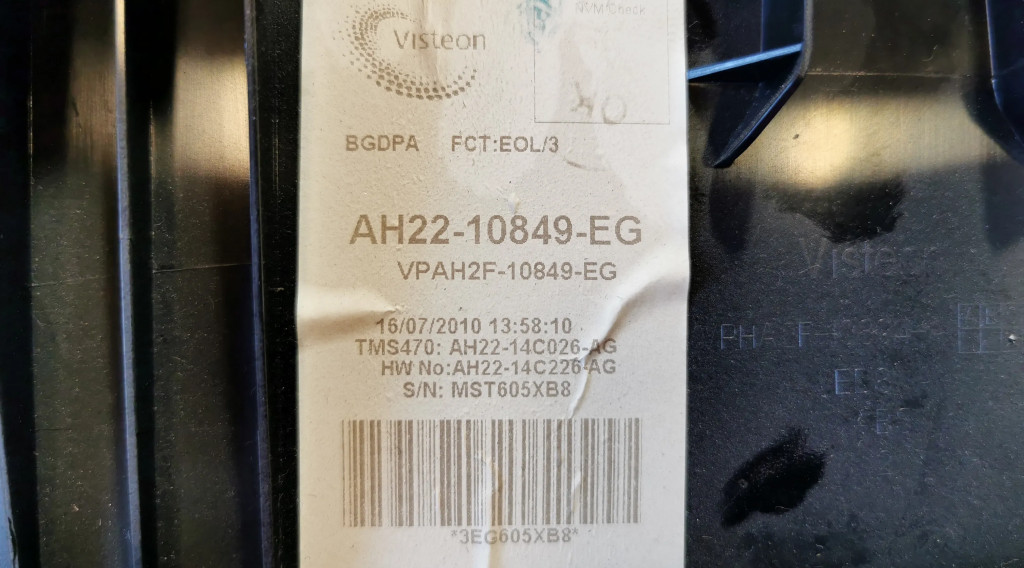 Visteon
OK
BGDPA FCT:EOL/3
AH22-10849-EG
VPAH2F-10849-EG
16/07/2010 13:58:10
TMS470: AH22-14C026-AG
HW No:AH22-14C226-AG
S/N: MST605XB8
*3EG605XB8*